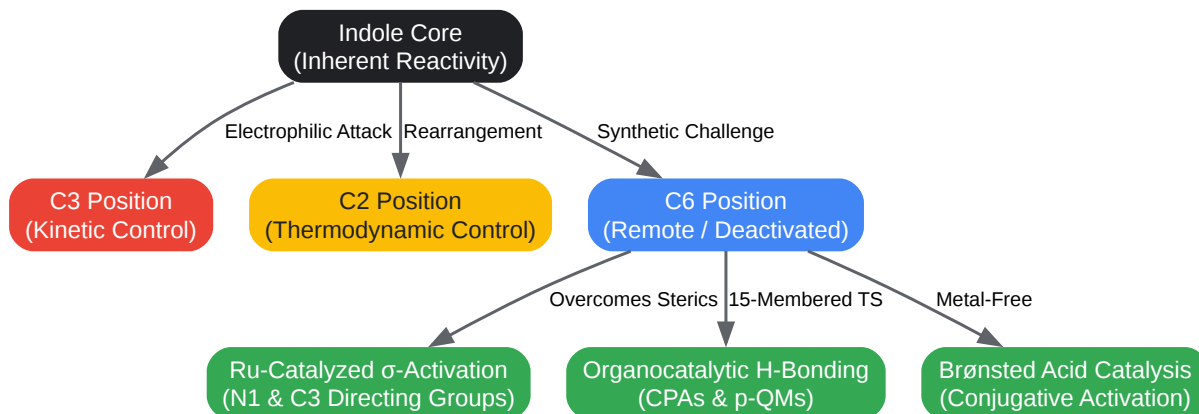 Indole Core
(Inherent Reactivity)
Electrophilic Attack
Rearrangement
Synthetic Challenge
C3 Position
(Kinetic Control)
C2 Position
(Thermodynamic Control)
C6 Position
(Remote / Deactivated)
Overcomes Sterics
15-Membered TS
Metal-Free
Ru-Catalyzed σ-Activation
(N1 & C3 Directing Groups)
Organocatalytic H-Bonding
(CPAs & p-QMs)
Brønsted Acid Catalysis
(Conjugative Activation)